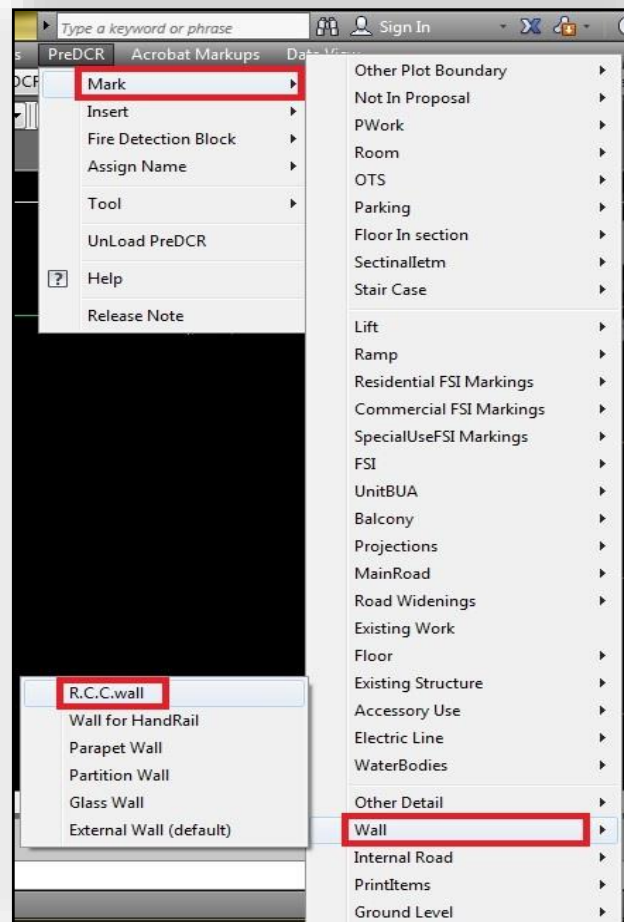 Type a keyword or phrase
Sign In
s PreDCR Acrobat Markups
Mark
Insert
Fire Detection Block
Assign Name
Tool
UnLoad PreDCR
? Help
Release Note
Other Plot Boundary
Not In Proposal
PWork
Room
OTS
Parking
Floor In section
SectinalIetm
Stair Case
Lift
Ramp
Residential FSI Markings
Commercial FSI Markings
SpecialUseFSI Markings
FSI
UnitBUA
Balcony
Projections
MainRoad
Road Widenings
Existing Work
Floor
Existing Structure
Accessory Use
Electric Line
WaterBodies
Other Detail
Wall
Internal Road
PrintItems
Ground Level
R.C.C.wall
Wall for HandRail
Parapet Wall
Partition Wall
Glass Wall
External Wall (default)